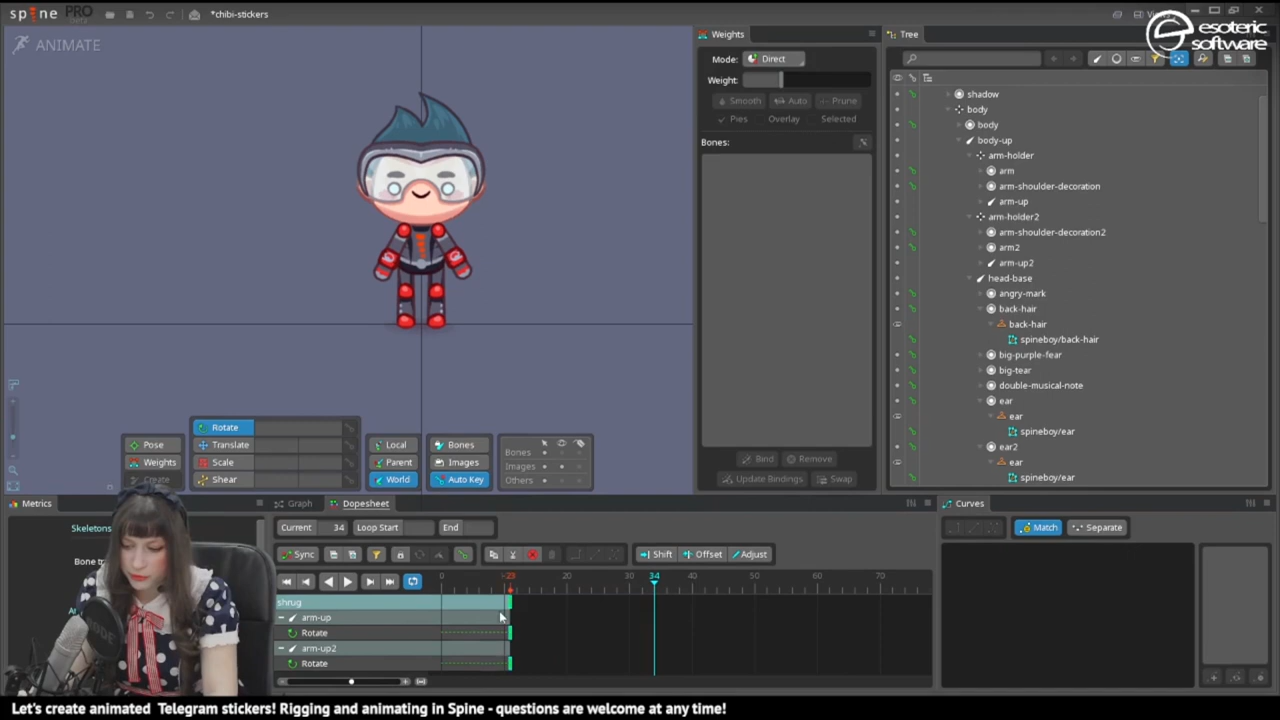 spine PRO
Beta
*chibi-stickers
Views
esoteric
software
ANIMATE
Weights
Mode: Direct
Weight:
Smooth Auto Prune
Pies Overlay Selected
Bones:
Bind Remove
Update Bindings Swap
Tree
shadow
body
body
body-up
arm-holder
arm
arm-shoulder-decoration
arm-up
arm-holder2
arm-shoulder-decoration2
arm2
arm-up2
head-base
angry-mark
back-hair
back-hair
spineboy/back-hair
big-purple-fear
big-tear
double-musical-note
ear
ear
spineboy/ear
ear2
ear
spineboy/ear
Pose
Weights
Create
Rotate
Translate
Scale
Shear
Local
Parent
World
Bones
Images
Auto Key
Bones
Images
Others
Metrics
Skeletons
Graph Dopesheet
Current 34 Loop Start End
Sync Shift Offset Adjust
0 20 30 34 40 50 60 70
shrug
arm-up
Rotate
arm-up2
Rotate
Curves
Match Separate
Let's create animated Telegram stickers! Rigging and animating in Spine - questions are welcome at any time!